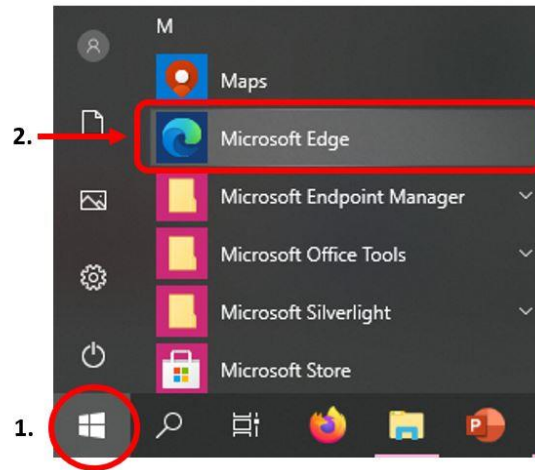 M
Maps
2.
Microsoft Edge
Microsoft Endpoint Manager
Microsoft Office Tools
Microsoft Silverlight
Microsoft Store
1.
P